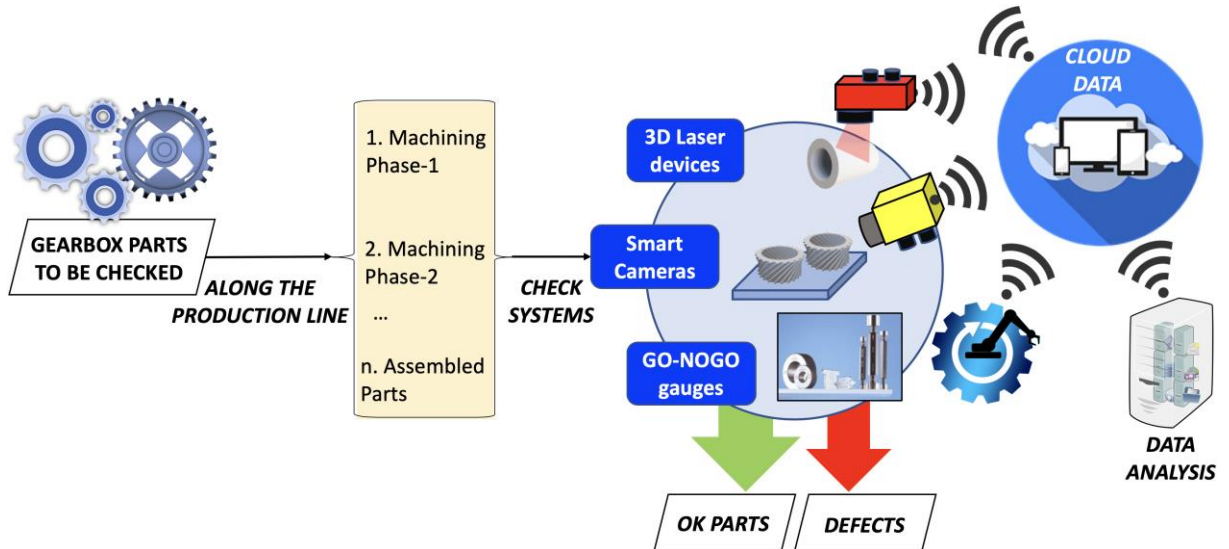 GEARBOX PARTS
TO BE CHECKED
ALONG THE
PRODUCTION LINE
1. Machining
Phase-1
2. Machining
Phase-2
...
n. Assembled
Parts
CHECK
SYSTEMS
3D Laser
devices
Smart
Cameras
GO-NOGO
gauges
OK PARTS
DEFECTS
CLOUD
DATA
DATA
ANALYSIS